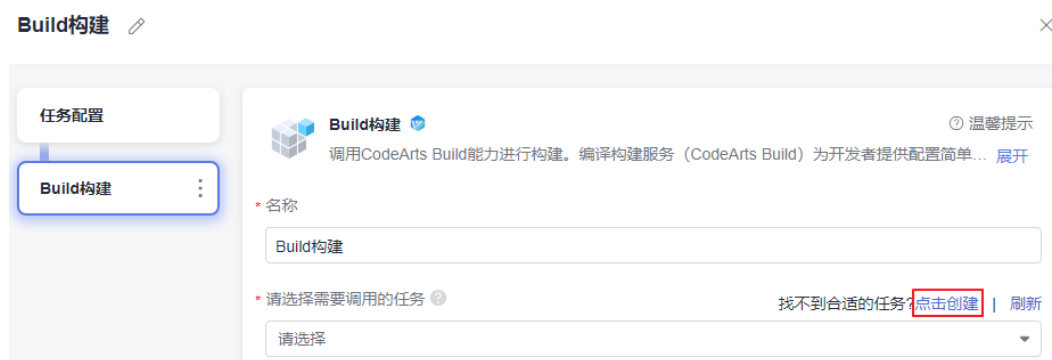 Build构建
任务配置
Build构建
Build构建
温馨提示
调用CodeArts Build能力进行构建。编译构建服务（CodeArts Build）为开发者提供配置简单... 展开
* 名称
Build构建
* 请选择需要调用的任务
找不到合适的任务?点击创建 | 刷新
请选择